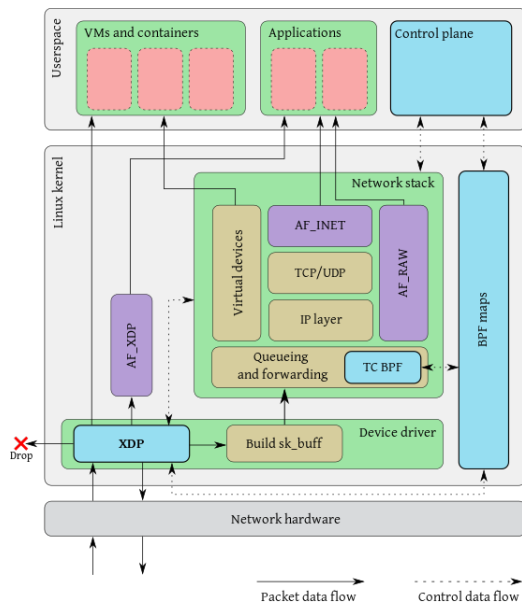 Userspace
VMs and containers
Applications
Control plane
Linux kernel
Network stack
Virtual devices
AF_INET
TCP/UDP
IP layer
AF_RAW
BPF maps
AF_XDP
Queueing
and forwarding
TC BPF
Device driver
XDP
Build sk_buff
Drop
Network hardware
Packet data flow
Control data flow